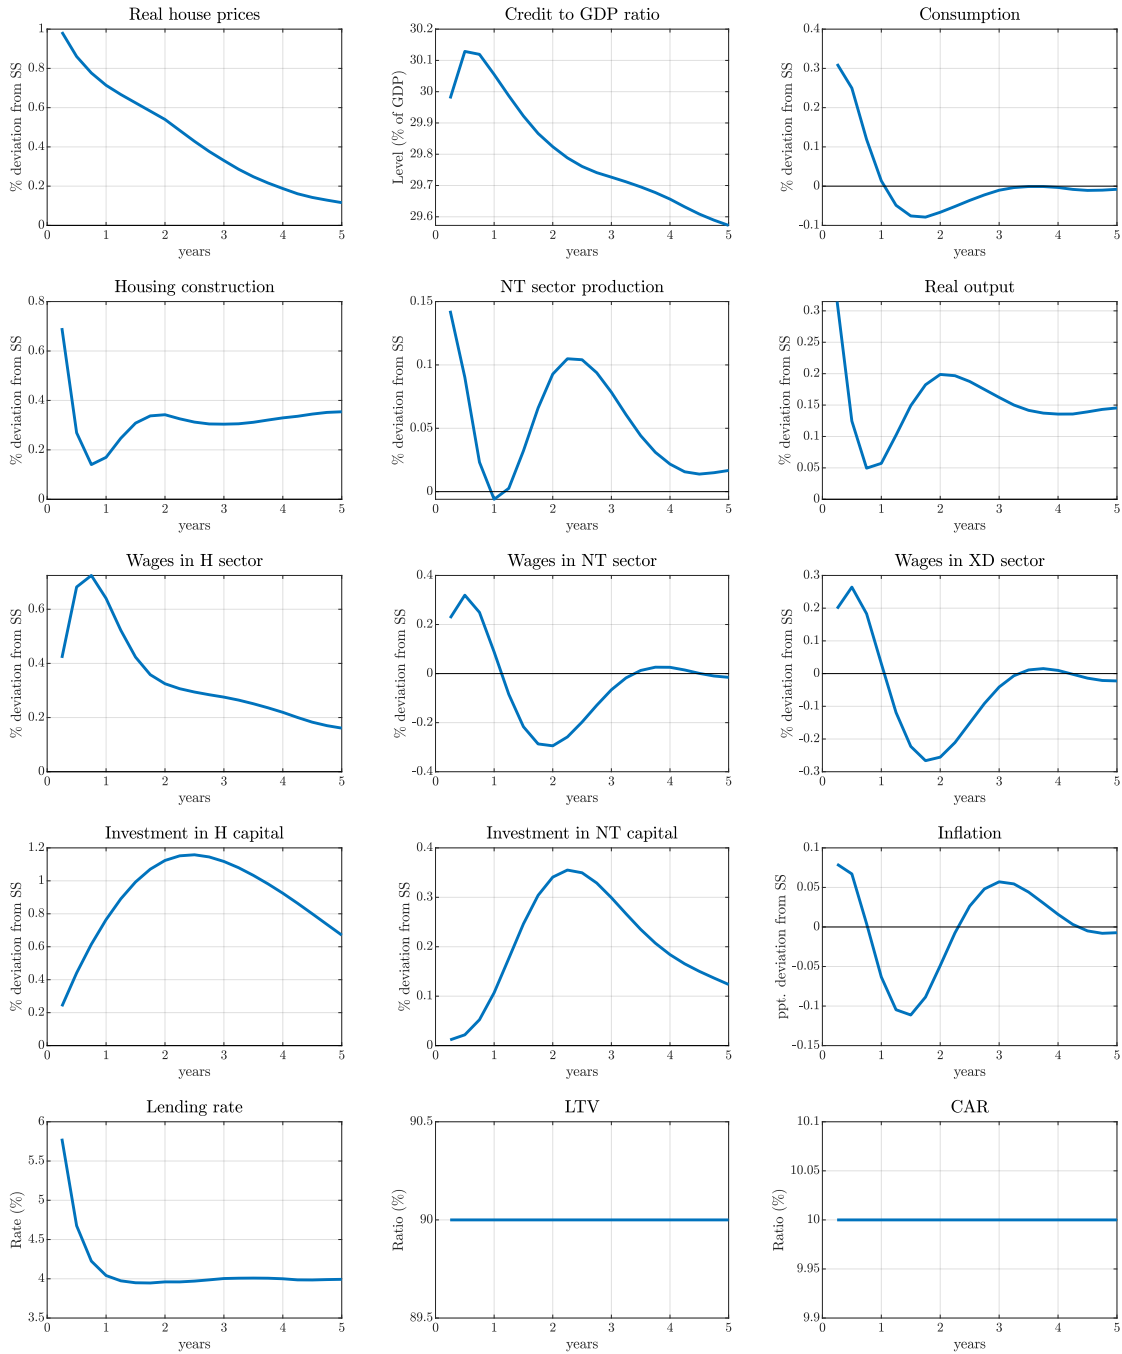 Real house prices
1
0.8
0.6
0.4
0.2
0
% deviation from SS
0 1 2 3 4 5
years
Credit to GDP ratio
30.2
30.1
30
29.9
29.8
29.7
29.6
Level (% of GDP)
0 1 2 3 4 5
years
Consumption
0.4
0.3
0.2
0.1
0
-0.1
% deviation from SS
0 1 2 3 4 5
years
Housing construction
0.8
0.6
0.4
0.2
0
% deviation from SS
0 1 2 3 4 5
years
NT sector production
0.15
0.1
0.05
0
% deviation from SS
0 1 2 3 4 5
years
Real output
0.3
0.25
0.2
0.15
0.1
0.05
0
% deviation from SS
0 1 2 3 4 5
years
Wages in H sector
0.6
0.4
0.2
0
% deviation from SS
0 1 2 3 4 5
years
Wages in NT sector
0.4
0.2
0
-0.2
-0.4
% deviation from SS
0 1 2 3 4 5
years
Wages in XD sector
0.3
0.2
0.1
0
-0.1
-0.2
-0.3
% deviation from SS
0 1 2 3 4 5
years
Investment in H capital
1.2
1
0.8
0.6
0.4
0.2
0
% deviation from SS
0 1 2 3 4 5
years
Investment in NT capital
0.4
0.3
0.2
0.1
0
% deviation from SS
0 1 2 3 4 5
years
Inflation
0.1
0.05
0
-0.05
-0.1
-0.15
ppt. deviation from SS
0 1 2 3 4 5
years
Lending rate
6
5.5
5
4.5
4
3.5
Rate (%)
0 1 2 3 4 5
years
LTV
90.5
90
89.5
Ratio (%)
0 1 2 3 4 5
years
CAR
10.1
10.05
10
9.95
9.9
Ratio (%)
0 1 2 3 4 5
years